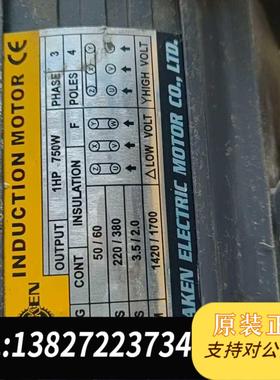 INDUCTION MOTOR CE
OUTPUT 1HP 750W PHASE 3
CONT INSULATION F POLES 4
50 / 60
220 / 380
3.5 / 2.0
1420 / 1700
△LOW VOLT YHIGH VOLT
Z X Y
U V W
AKEN ELECTRIC MOTOR CO., LTD.
KEN
G
S
S
M
原装正品
:13827223734
支持对公